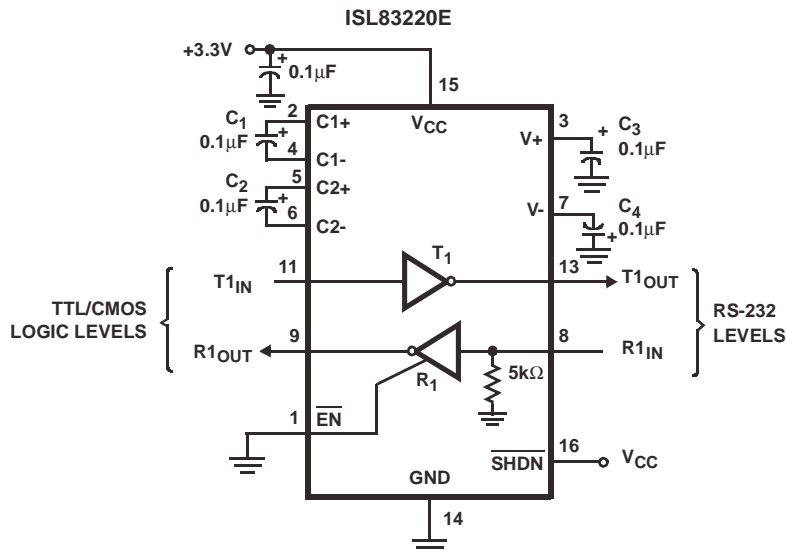 ISL83220E
+3.3V
+
0.1μF
15
C1
0.1μF
+
2
C1+
VCC
4
C1-
C2
0.1μF
+
5
C2+
6
C2-
3
V+
+
C3
0.1μF
7
V-
+
C4
0.1μF
T1
T1IN
11
13
T1OUT
TTL/CMOS
LOGIC LEVELS
RS-232
LEVELS
R1OUT
9
R1
5kΩ
8
R1IN
1
EN
SHDN
16
VCC
GND
14